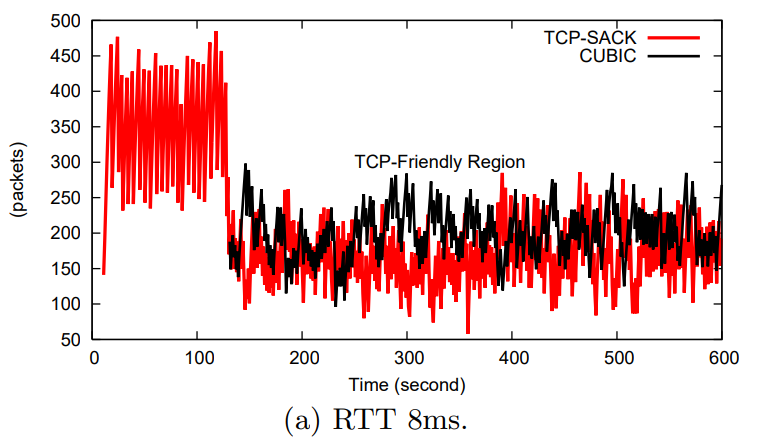 500
450
400
350
300
250
200
150
100
50
(packets)
TCP-SACK
CUBIC
TCP-Friendly Region
0 100 200 300 400 500 600
Time (second)
(a) RTT 8ms.